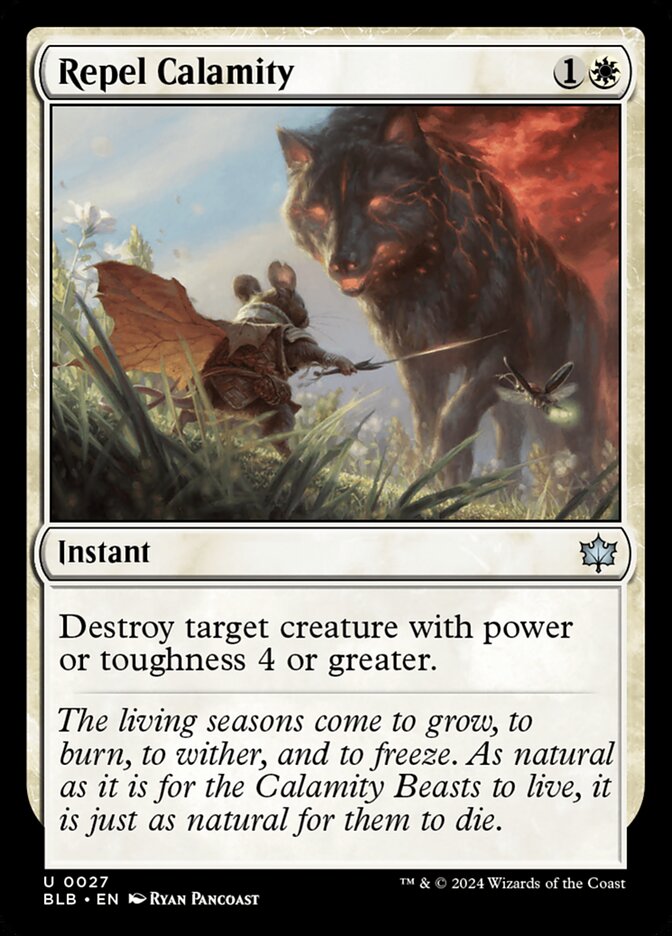 Repel Calamity 1
Instant
Destroy target creature with power
or toughness 4 or greater.
The living seasons come to grow, to
burn, to wither, and to freeze. As natural
as it is for the Calamity Beasts to live, it
is just as natural for them to die.
U 0027
BLB • EN Ryan Pancoast
™ & © 2024 Wizards of the Coast